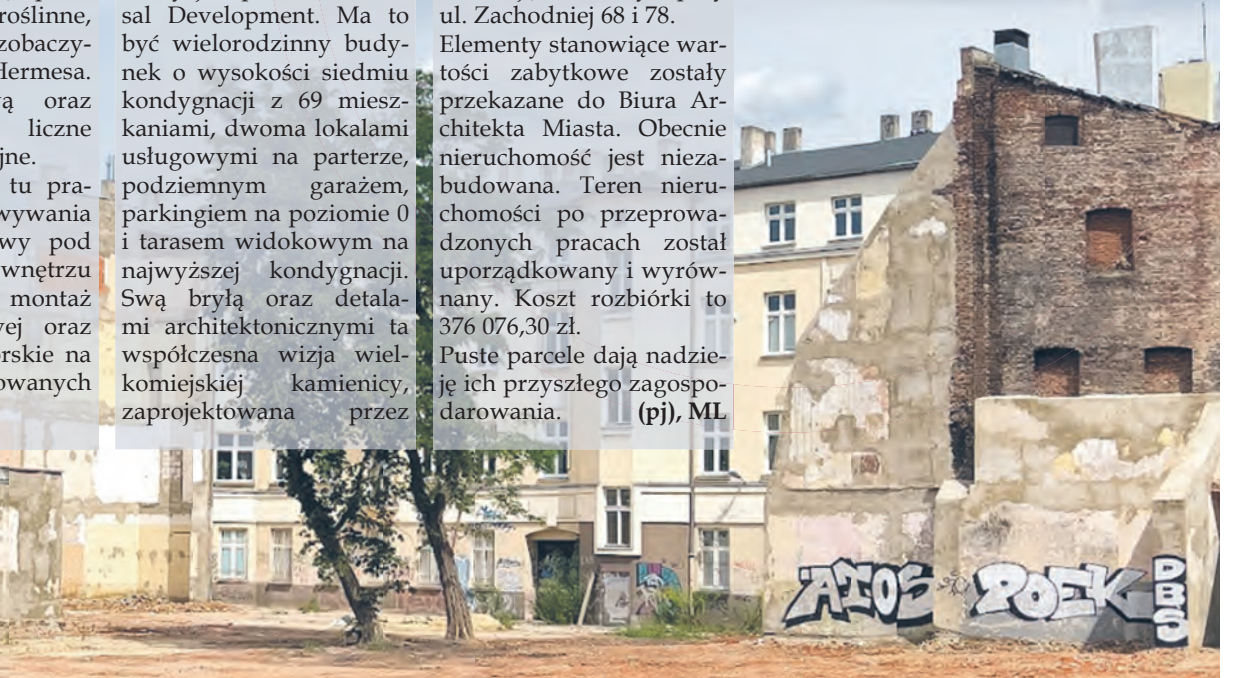 roślinne,
zobaczy-
Hermesa.
ą oraz
liczne
jne.
tu pra-
wywania
wy pod
wnętrzu
montaż
ej oraz
rskie na
owanych
sal Development. Ma to
być wielorodzinny budy-
nek o wysokości siedmiu
kondygnacji z 69 miesz-
kaniami, dwoma lokalami
usługowymi na parterze,
podziemnym garażem,
parkingiem na poziomie 0
i tarasem widokowym na
najwyższej kondygnacji.
Swą bryłą oraz detala-
mi architektonicznymi ta
współczesna wizja wiel-
komiejskiej kamienicy,
zaprojektowana przez
ul. Zachodniej 68 i 78.
Elementy stanowiące war-
tości zabytkowe zostały
przekazane do Biura Ar-
chitekta Miasta. Obecnie
nieruchomość jest nieza-
budowana. Teren nieru-
chomości po przeprowa-
dzonych pracach został
uporządkowany i wyrów-
nany. Koszt rozbiórki to
376 076,30 zł.
Puste parcele dają nadzie-
ję ich przyszłego zagospo-
darowania. (pj), ML
ATOS
POEK
DBS